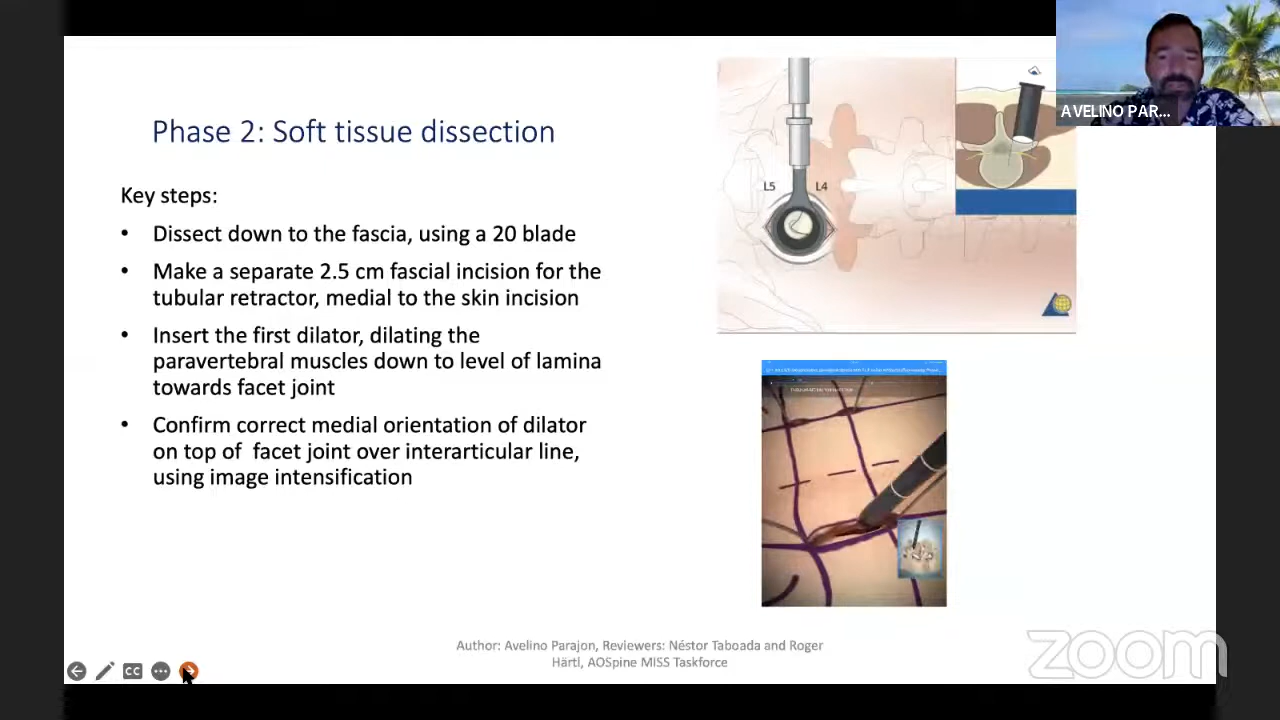 AVELINO PAR...
Phase 2: Soft tissue dissection
L5
L4
Key steps:
• Dissect down to the fascia, using a 20 blade
• Make a separate 2.5 cm fascial incision for the
tubular retractor, medial to the skin incision
• Insert the first dilator, dilating the
paravertebral muscles down to level of lamina
towards facet joint
• Confirm correct medial orientation of dilator
on top of facet joint over interarticular line,
using image intensification
Author: Avelino Parajon, Reviewers: Néstor Taboada and Roger
Härtl, AOSpine MISS Taskforce
CC
zoom